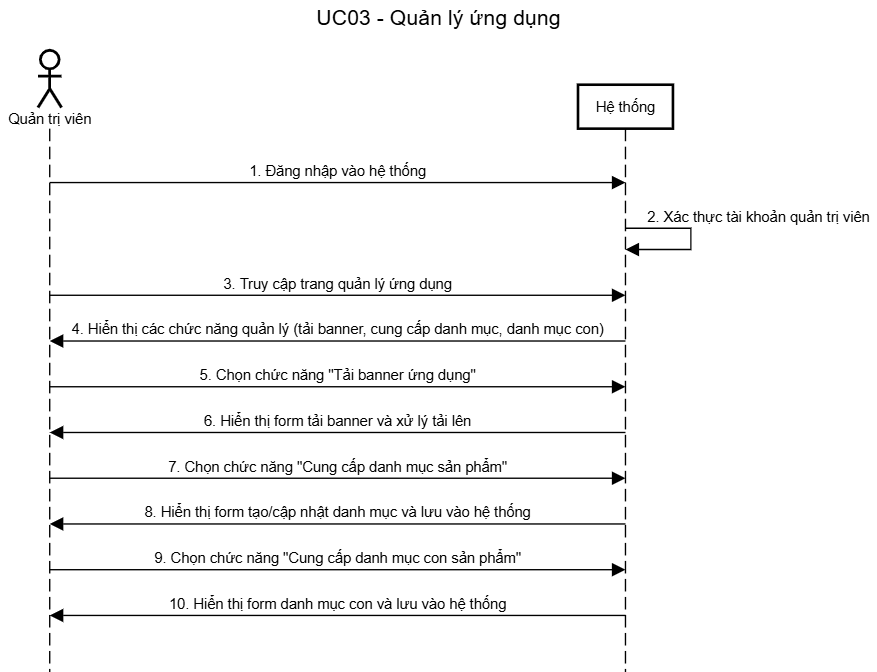 UC03 - Quản lý ứng dụng
Quản trị viên
Hệ thống
1. Đăng nhập vào hệ thống
2. Xác thực tài khoản quản trị viên
3. Truy cập trang quản lý ứng dụng
4. Hiển thị các chức năng quản lý (tải banner, cung cấp danh mục, danh mục con)
5. Chọn chức năng "Tải banner ứng dụng"
6. Hiển thị form tải banner và xử lý tải lên
7. Chọn chức năng "Cung cấp danh mục sản phẩm"
8. Hiển thị form tạo/cập nhật danh mục và lưu vào hệ thống
9. Chọn chức năng "Cung cấp danh mục con sản phẩm"
10. Hiển thị form danh mục con và lưu vào hệ thống